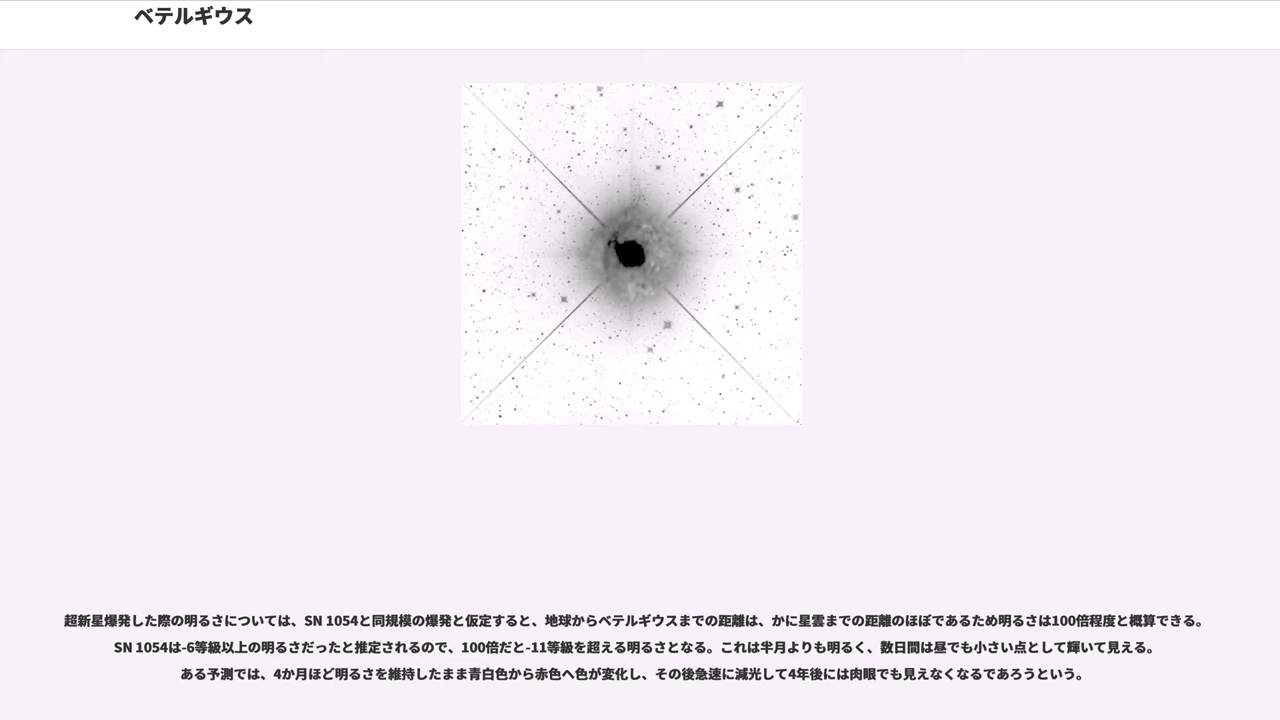 ベテルギウス
超新星爆発した際の明るさについては、SN 1054と同規模の爆発と仮定すると、地球からベテルギウスまでの距離は、かに星雲までの距離のほぼであるため明るさは100倍程度と概算できる。
SN 1054は-6等級以上の明るさだったと推定されるので、100倍だと-11等級を超える明るさとなる。これは半月よりも明るく、数日間は昼でも小さい点として輝いて見える。
ある予測では、4か月ほど明るさを維持したまま青白色から赤色へ色が変化し、その後急速に減光して4年後には肉眼でも見えなくなるであろうという。